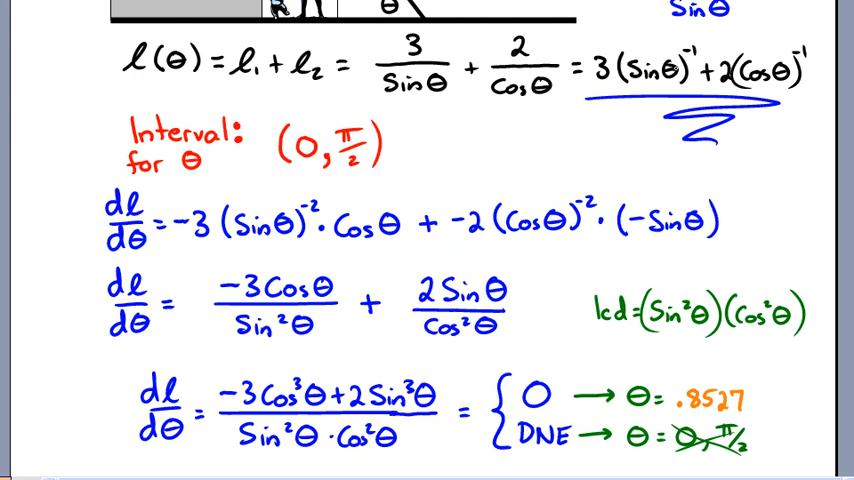 θ
Sinθ
l(θ) = l₁ + l₂ = 3/Sinθ + 2/Cosθ = 3(Sinθ)⁻¹ + 2(Cosθ)⁻¹
Interval: for θ (0, π/2)
dl/dθ = -3(Sinθ)⁻² · Cosθ + -2(Cosθ)⁻² · (-Sinθ)
dl/dθ = -3Cosθ/Sin²θ + 2Sinθ/Cos²θ
lcd = (Sin²θ)(Cos²θ)
dl/dθ = -3Cos³θ + 2Sin³θ/Sin²θ · Cos²θ = { 0 → θ = .8527
DNE → θ = 0, π/2